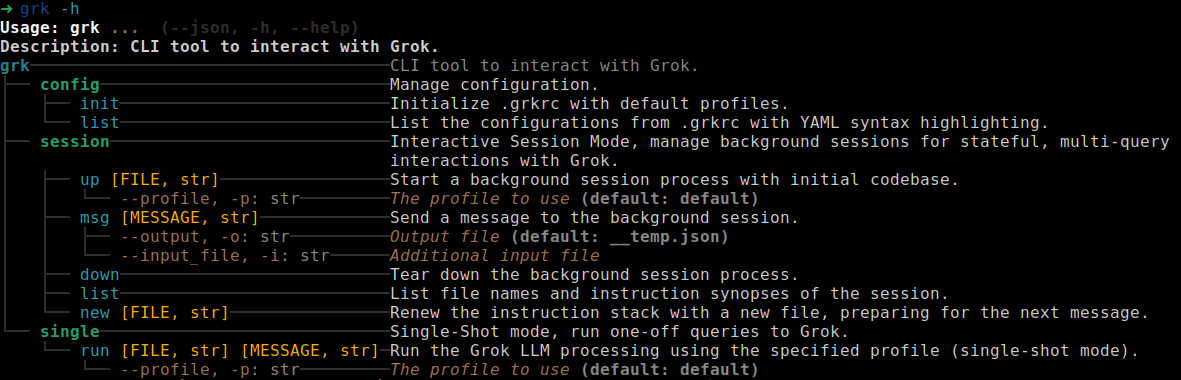 ➜ grk -h
Usage: grk ... (--json, -h, --help)
Description: CLI tool to interact with Grok.
grk CLI tool to interact with Grok.
config Manage configuration.
init Initialize .grkrc with default profiles.
list List the configurations from .grkrc with YAML syntax highlighting.
session Interactive Session Mode, manage background sessions for stateful, multi-query
interactions with Grok.
up [FILE, str] Start a background session process with initial codebase.
--profile, -p: str The profile to use (default: default)
msg [MESSAGE, str] Send a message to the background session.
--output, -o: str Output file (default: __temp.json)
--input_file, -i: str Additional input file
down Tear down the background session process.
list List file names and instruction synopses of the session.
new [FILE, str] Renew the instruction stack with a new file, preparing for the next message.
single Single-Shot mode, run one-off queries to Grok.
run [FILE, str] [MESSAGE, str] Run the Grok LLM processing using the specified profile (single-shot mode).
--profile, -p: str The profile to use (default: default)